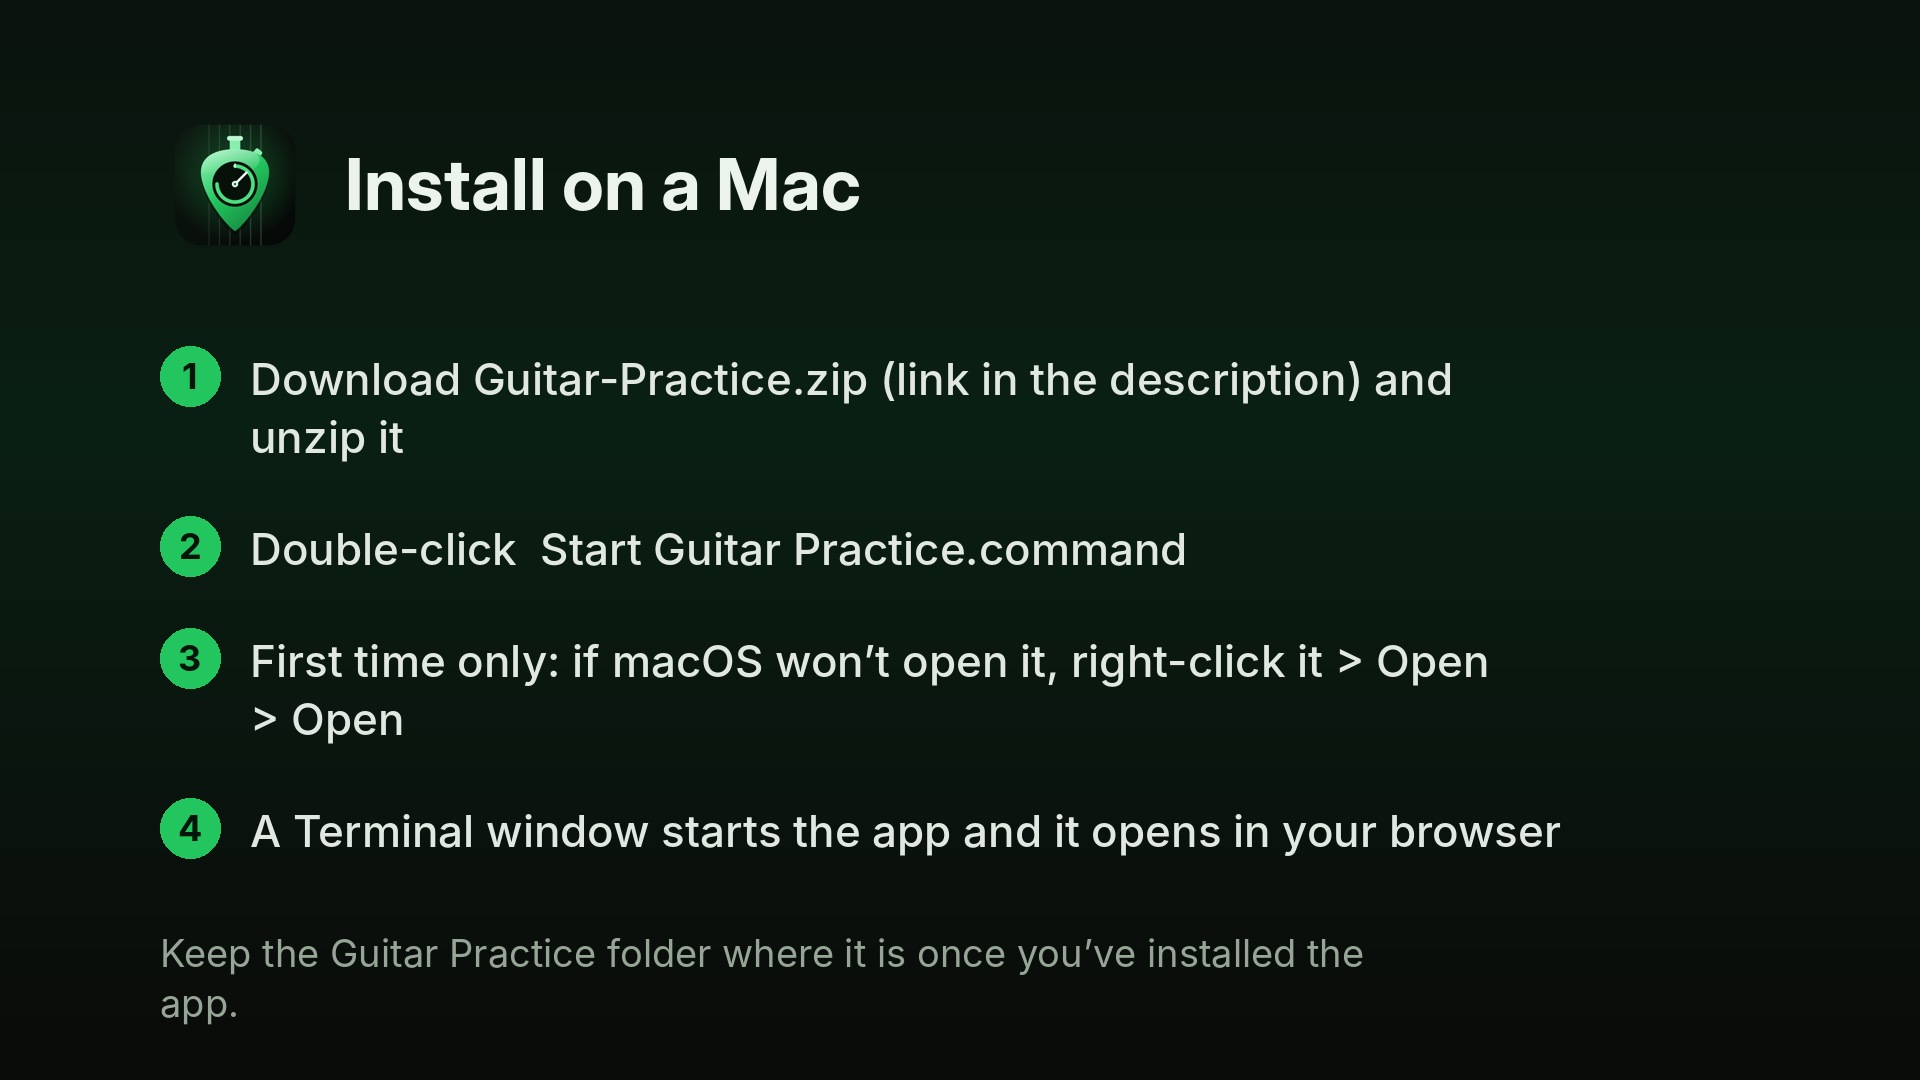 Install on a Mac
1 Download Guitar-Practice.zip (link in the description) and
unzip it
2 Double-click  Start Guitar Practice.command
3 First time only: if macOS won’t open it, right-click it > Open
> Open
4 A Terminal window starts the app and it opens in your browser
Keep the Guitar Practice folder where it is once you’ve installed the
app.